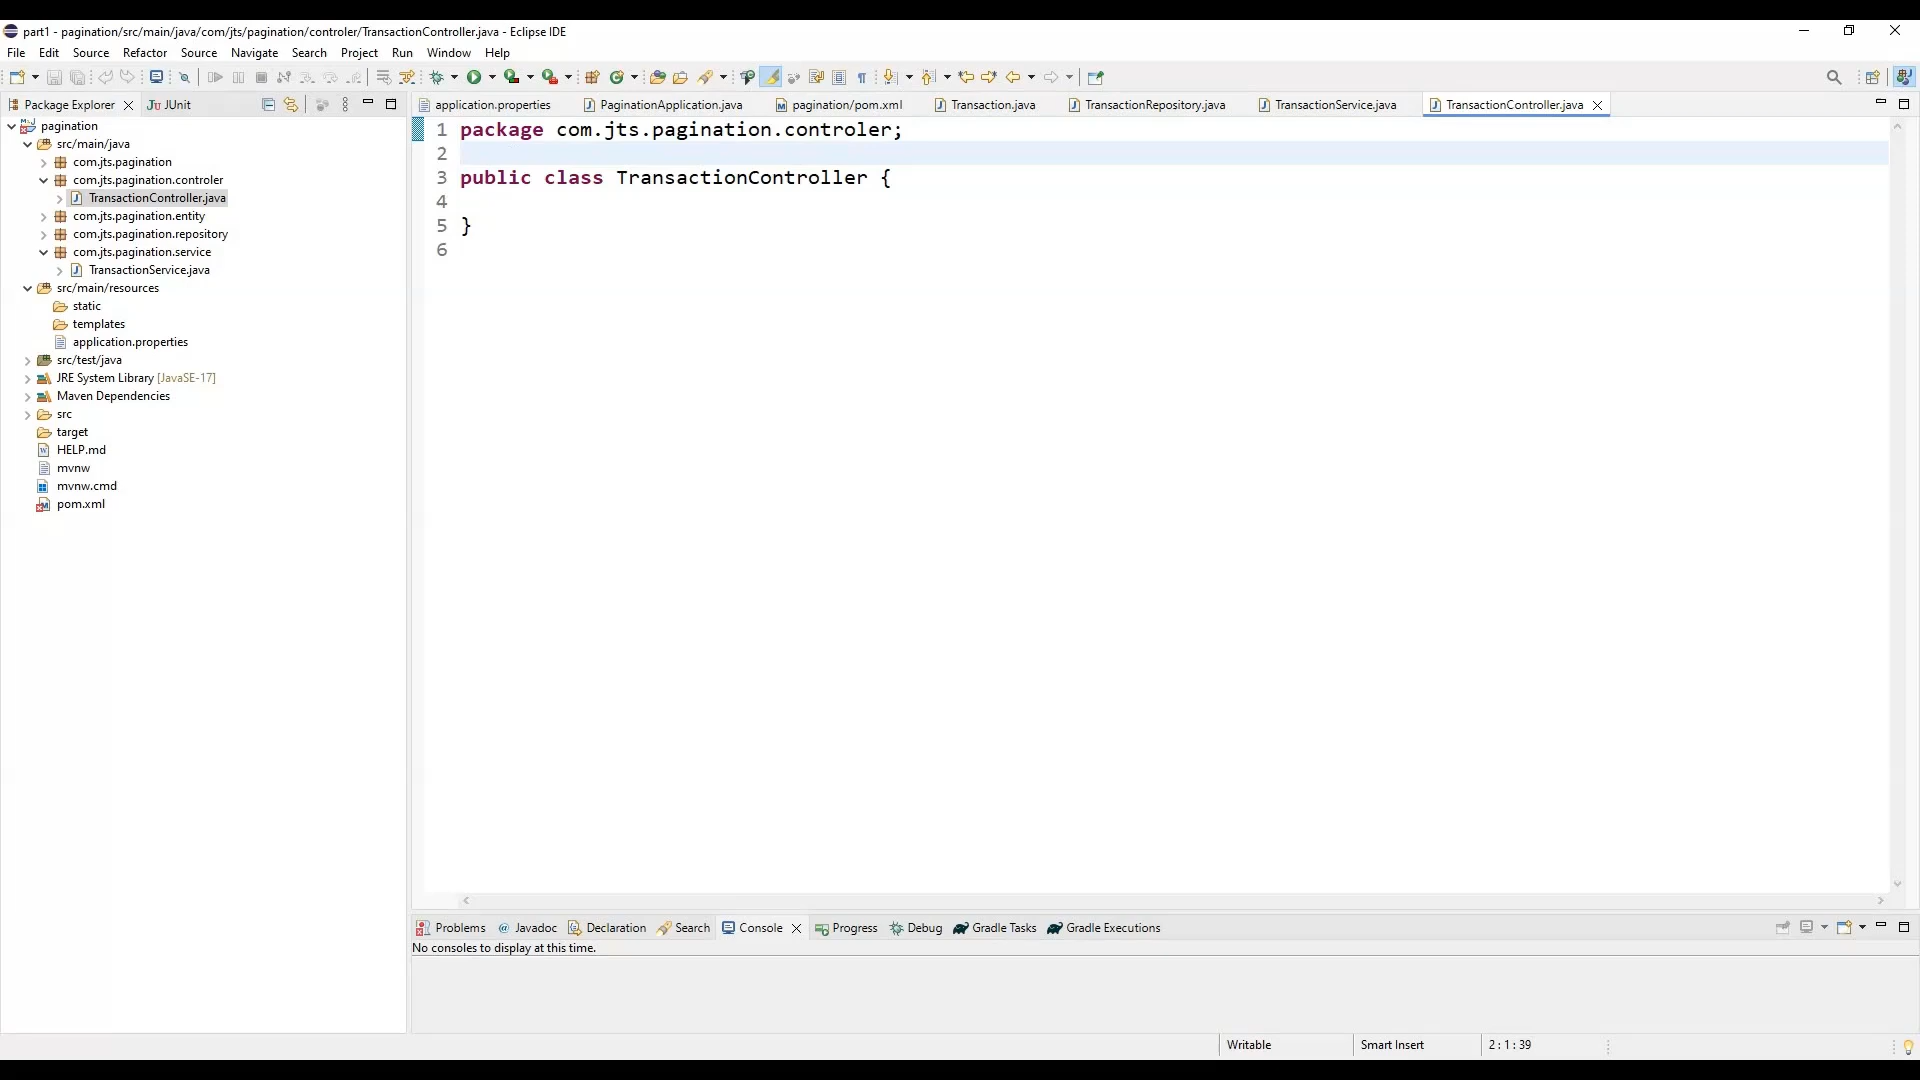 part1 - pagination/src/main/java/com/jts/pagination/controler/TransactionController.java - Eclipse IDE
File Edit Source Refactor Source Navigate Search Project Run Window Help
Package Explorer JUnit
application.properties PaginationApplication.java pagination/pom.xml Transaction.java TransactionRepository.java TransactionService.java TransactionController.java
pagination
src/main/java
com.jts.pagination
com.jts.pagination.controler
TransactionController.java
com.jts.pagination.entity
com.jts.pagination.repository
com.jts.pagination.service
TransactionService.java
src/main/resources
static
templates
application.properties
src/test/java
JRE System Library [JavaSE-17]
Maven Dependencies
src
target
HELP.md
mvnw
mvnw.cmd
pom.xml
1 package com.jts.pagination.controler;
2
3 public class TransactionController {
4
5 }
6
Problems Javadoc Declaration Search Console Progress Debug Gradle Tasks Gradle Executions
No consoles to display at this time.
Writable Smart Insert 2 : 1 : 39